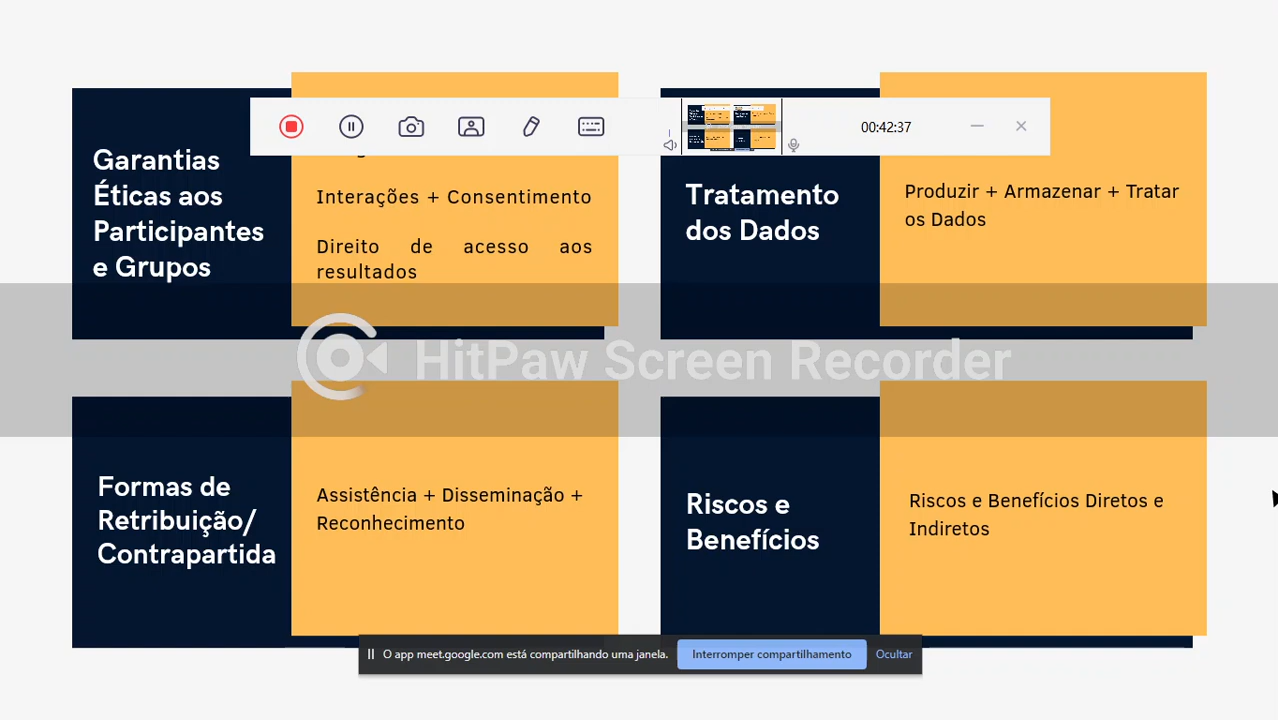 00:42:37
Garantias
Éticas aos
Participantes
e Grupos
Interações + Consentimento
Direito de acesso aos
resultados
Tratamento
dos Dados
Produzir + Armazenar + Tratar
os Dados
HitPaw Screen Recorder
Formas de
Retribuição/
Contrapartida
Assistência + Disseminação +
Reconhecimento
Riscos e
Benefícios
Riscos e Benefícios Diretos e
Indiretos
O app meet.google.com está compartilhando uma janela.
Interromper compartilhamento
Ocultar